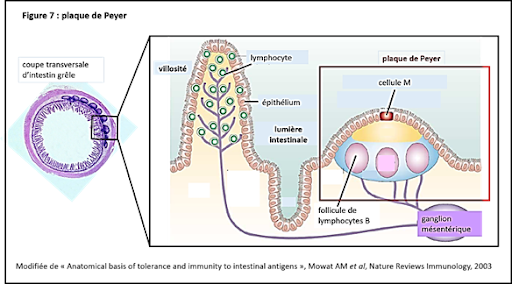 Figure 7 : plaque de Peyer
coupe transversale
d'intestin grêle
villosité
lymphocyte
épithélium
lumière
intestinale
plaque de Peyer
cellule M
follicule de
lymphocytes B
ganglion
mésentérique
Modifiée de « Anatomical basis of tolerance and immunity to intestinal antigens », Mowat AM et al, Nature Reviews Immunology, 2003